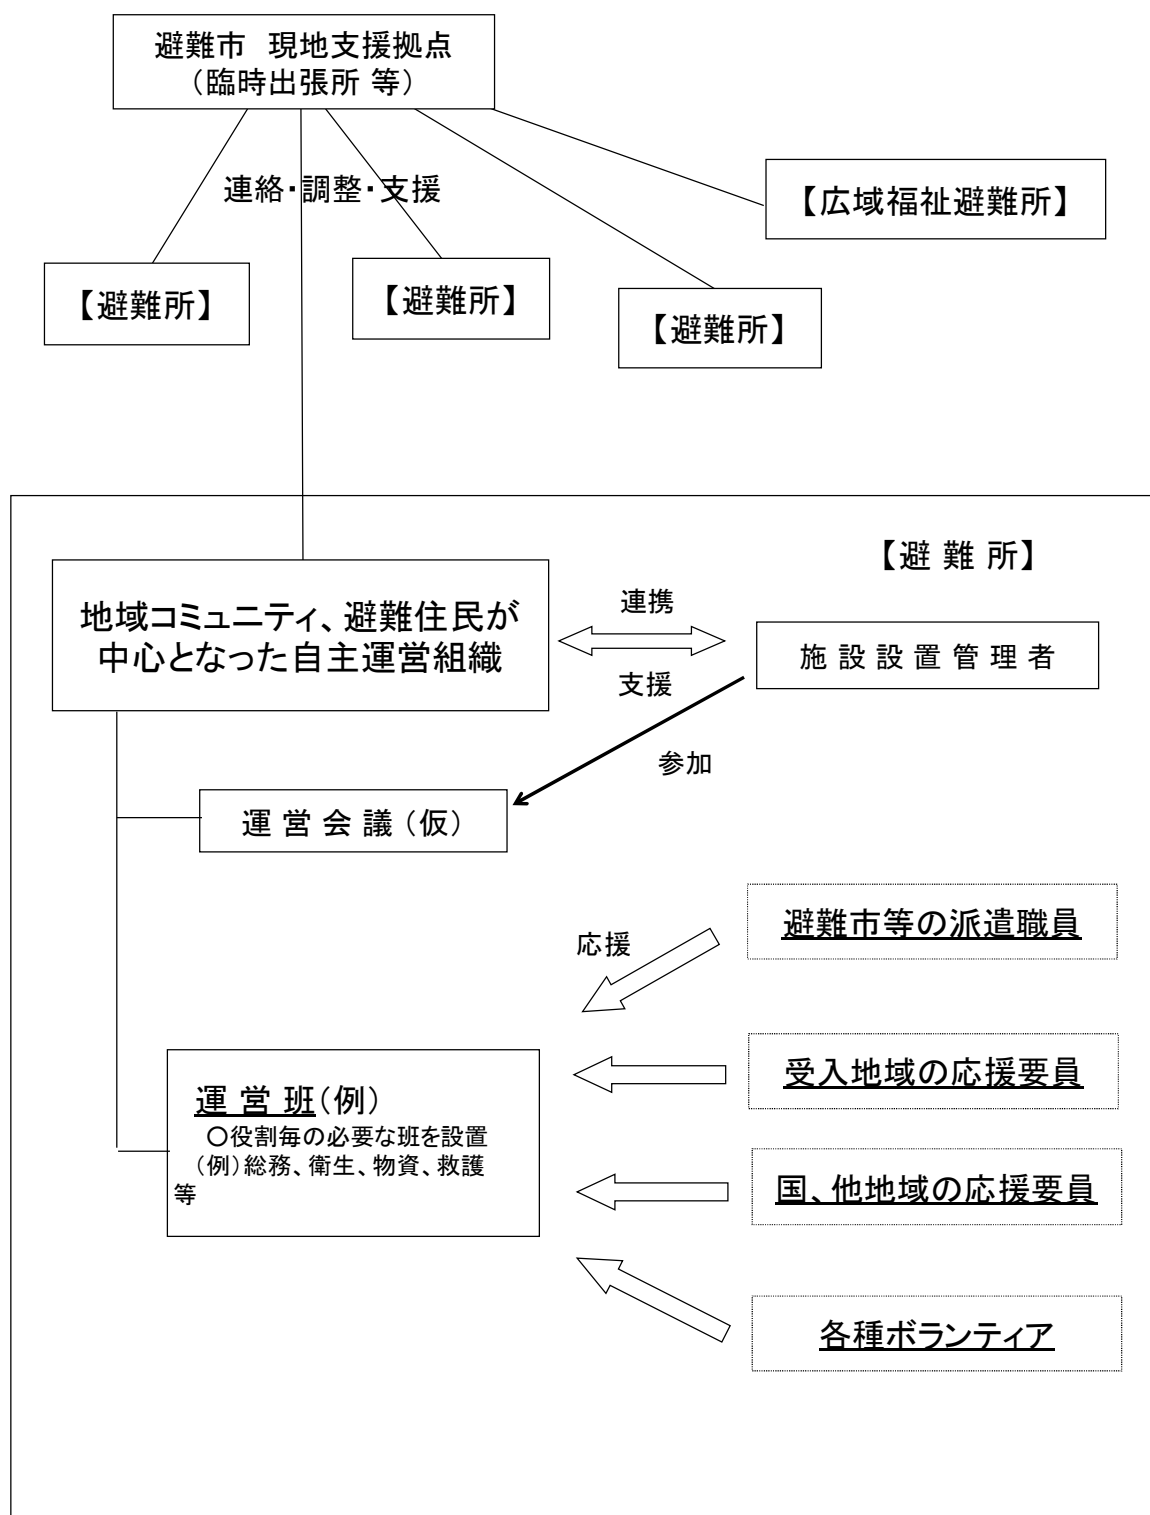 避難市 現地支援拠点
（臨時出張所 等）
連絡・調整・支援
【広域福祉避難所】
【避難所】
【避難所】
【避難所】
【避 難 所】
地域コミュニティ、避難住民が
中心となった自主運営組織
連携
支援
施 設 設 置 管 理 者
参加
運 営 会 議（仮）
避難市等の派遣職員
応援
受入地域の応援要員
運 営 班（例）
○役割毎の必要な班を設置
（例）総務、衛生、物資、救護
等
国、他地域の応援要員
各種ボランティア